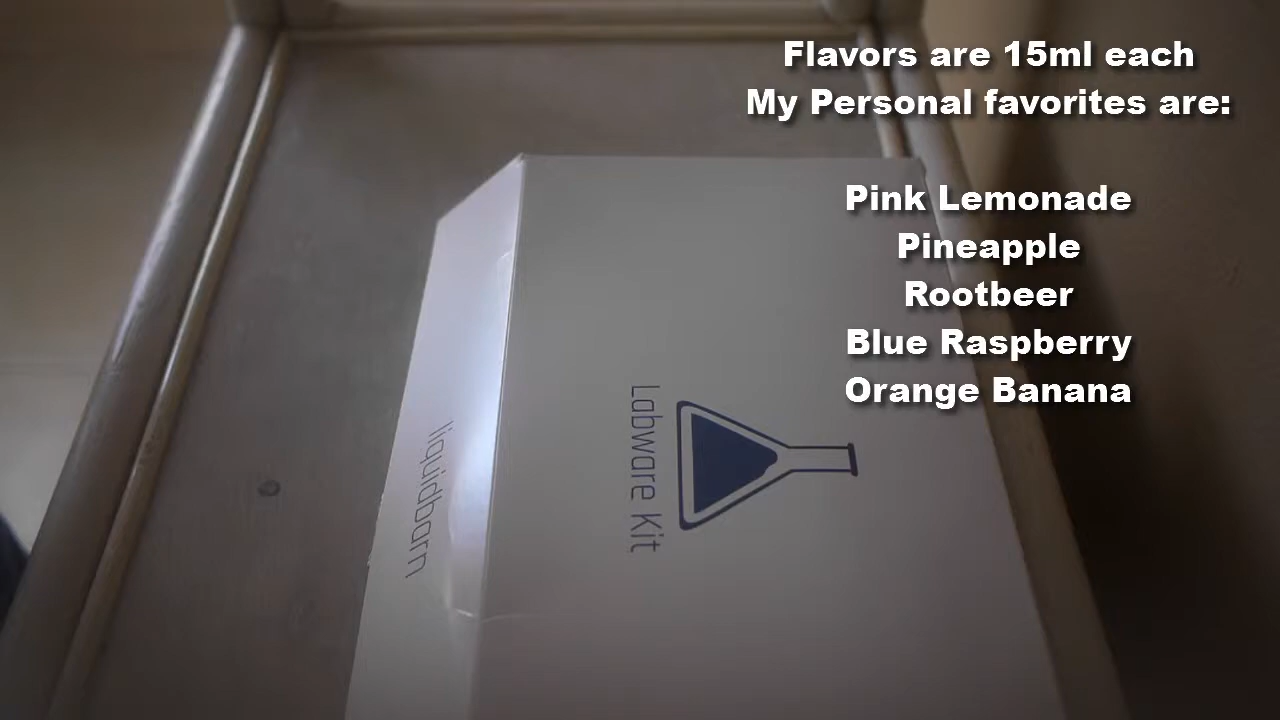 Flavors are 15ml each
My Personal favorites are:
Pink Lemonade
Pineapple
Rootbeer
Blue Raspberry
Orange Banana
Labware Kit
liquidbarn